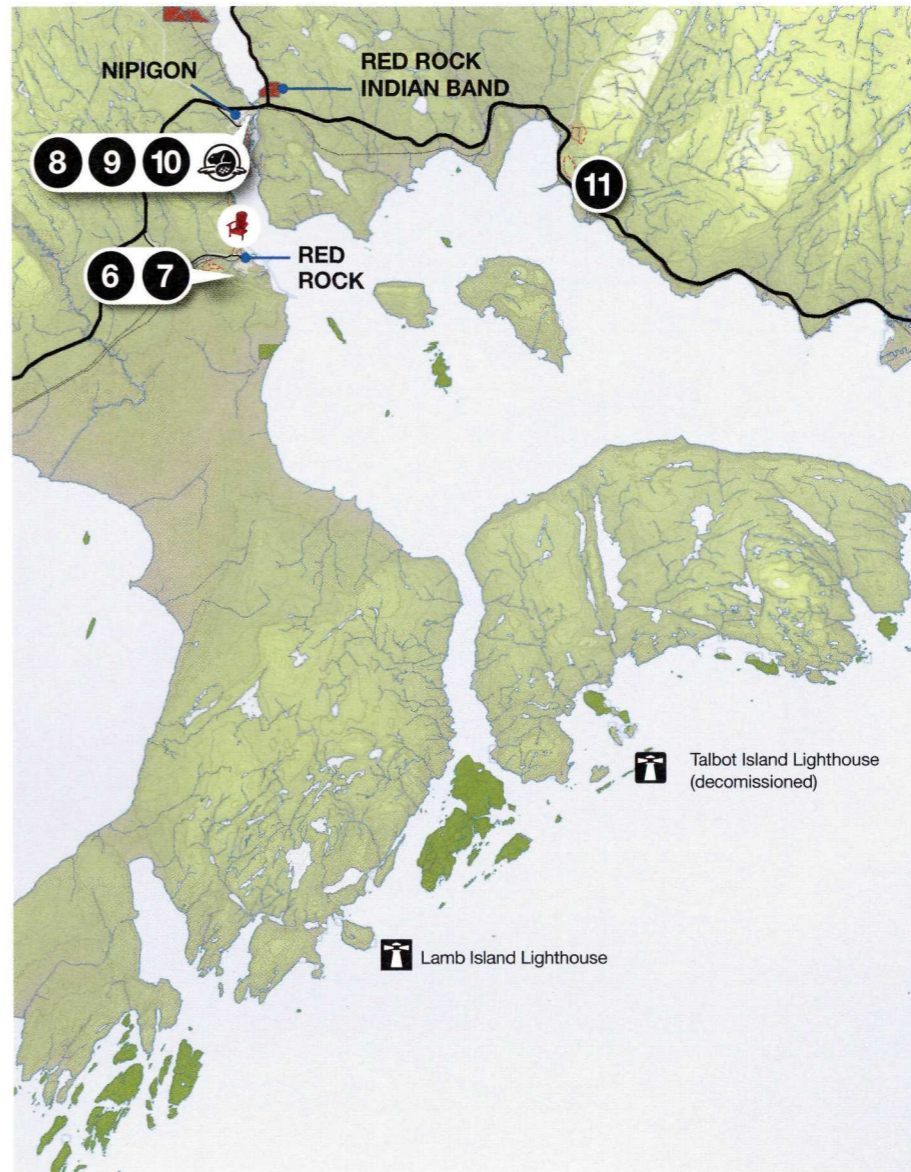 NIPIGON
RED ROCK
INDIAN BAND
8 9 10
11
6 7
RED
ROCK
Talbot Island Lighthouse
(decomissioned)
Lamb Island Lighthouse